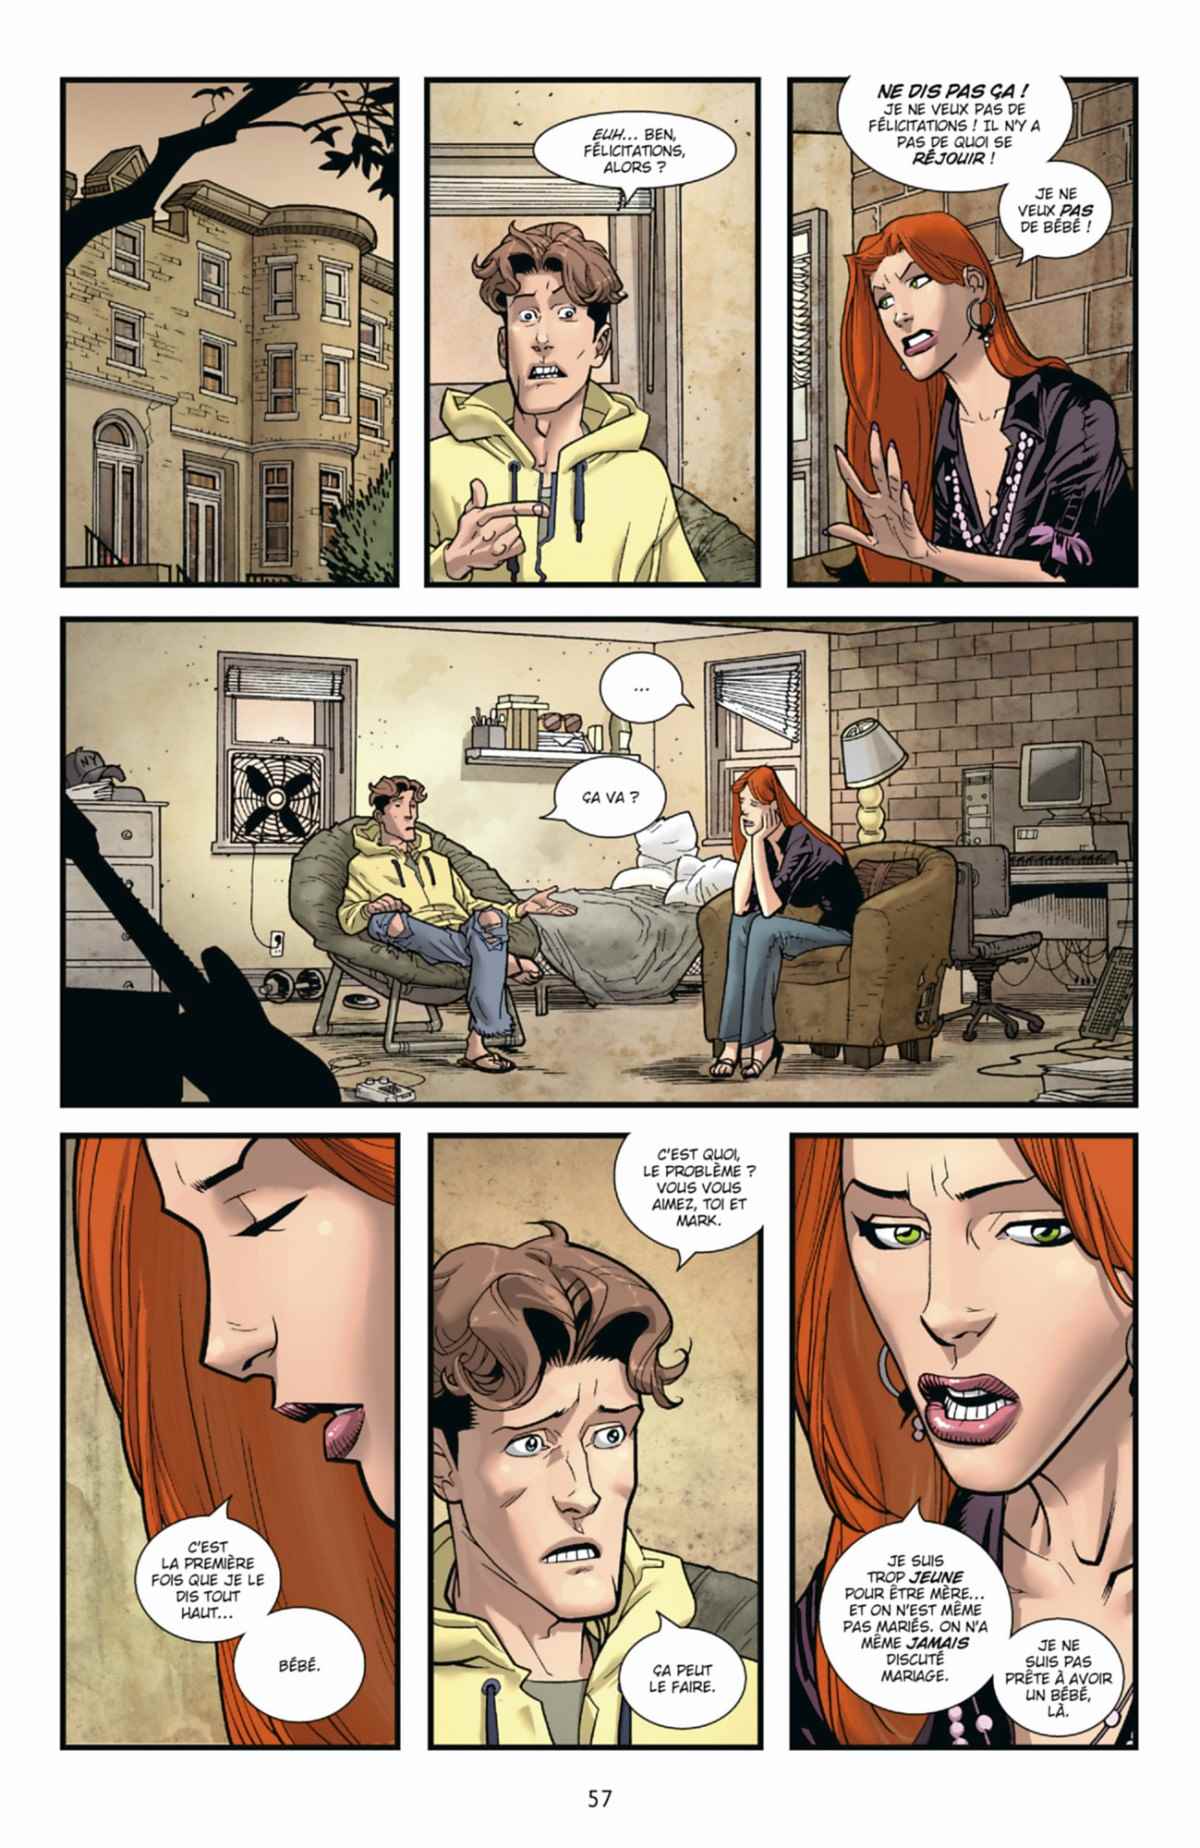 EUH... BEN,
FÉLICITATIONS,
ALORS ?
NE DIS PAS ÇA !
JE NE VEUX PAS DE
FÉLICITATIONS ! IL N'Y A
PAS DE QUOI SE
RÉJOUIR !
JE NE
VEUX PAS
DE BÉBÉ !
...
ÇA VA ?
NY
C'EST
LA PREMIÈRE
FOIS QUE JE LE
DIS TOUT
HAUT...
BÉBÉ.
C'EST QUOI,
LE PROBLÈME ?
VOUS VOUS
AIMEZ, TOI ET
MARK.
ÇA PEUT
LE FAIRE.
JE SUIS
TROP JEUNE
POUR ÊTRE MÈRE...
ET ON N'EST MÊME
PAS MARIÉS. ON N'A
MÊME JAMAIS
DISCUTÉ
MARIAGE.
JE NE
SUIS PAS
PRÊTE À AVOIR
UN BÉBÉ,
LÀ.
57